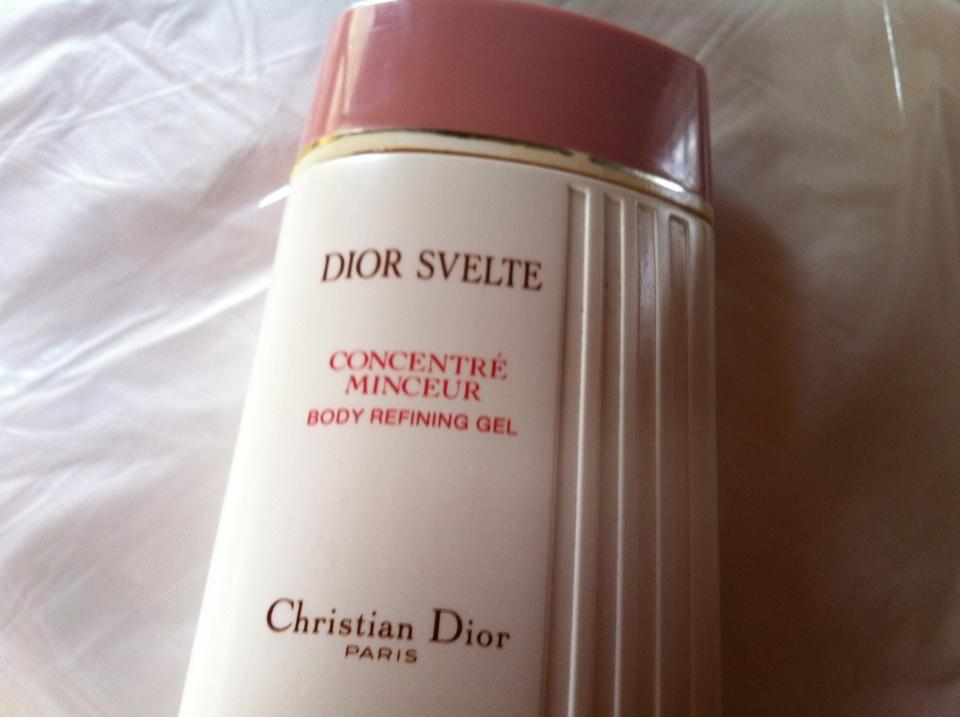 DIOR SVELTE
CONCENTRÉ
MINCEUR
BODY REFINING GEL
Christian Dior
PARIS